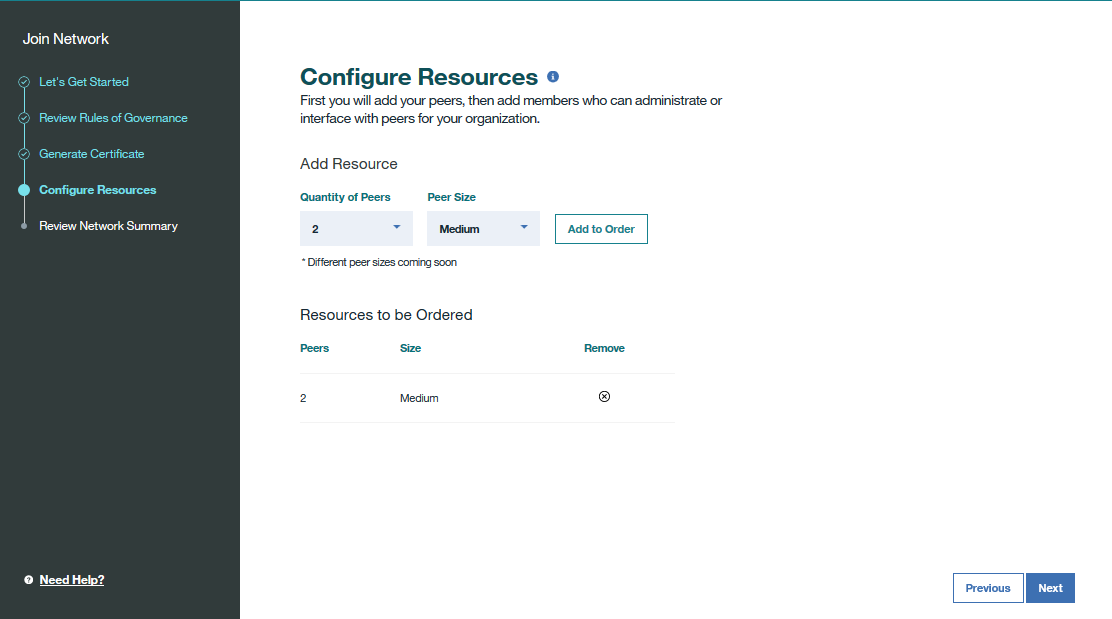 Join Network
Let's Get Started
Review Rules of Governance
Generate Certificate
Configure Resources
Review Network Summary
Need Help?
Configure Resources
First you will add your peers, then add members who can administrate or
interface with peers for your organization.
Add Resource
Quantity of Peers Peer Size
2 Medium Add to Order
* Different peer sizes coming soon
Resources to be Ordered
Peers Size Remove
2 Medium
Previous Next